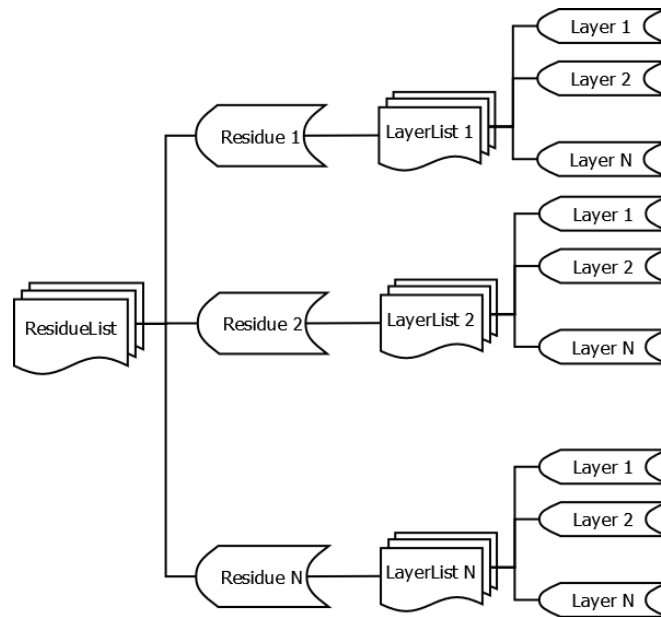 Layer 1
Layer 2
Layer N
Residue 1
LayerList 1
Layer 1
Layer 2
Layer N
ResidueList
Residue 2
LayerList 2
Layer 1
Layer 2
Layer N
Residue N
LayerList N